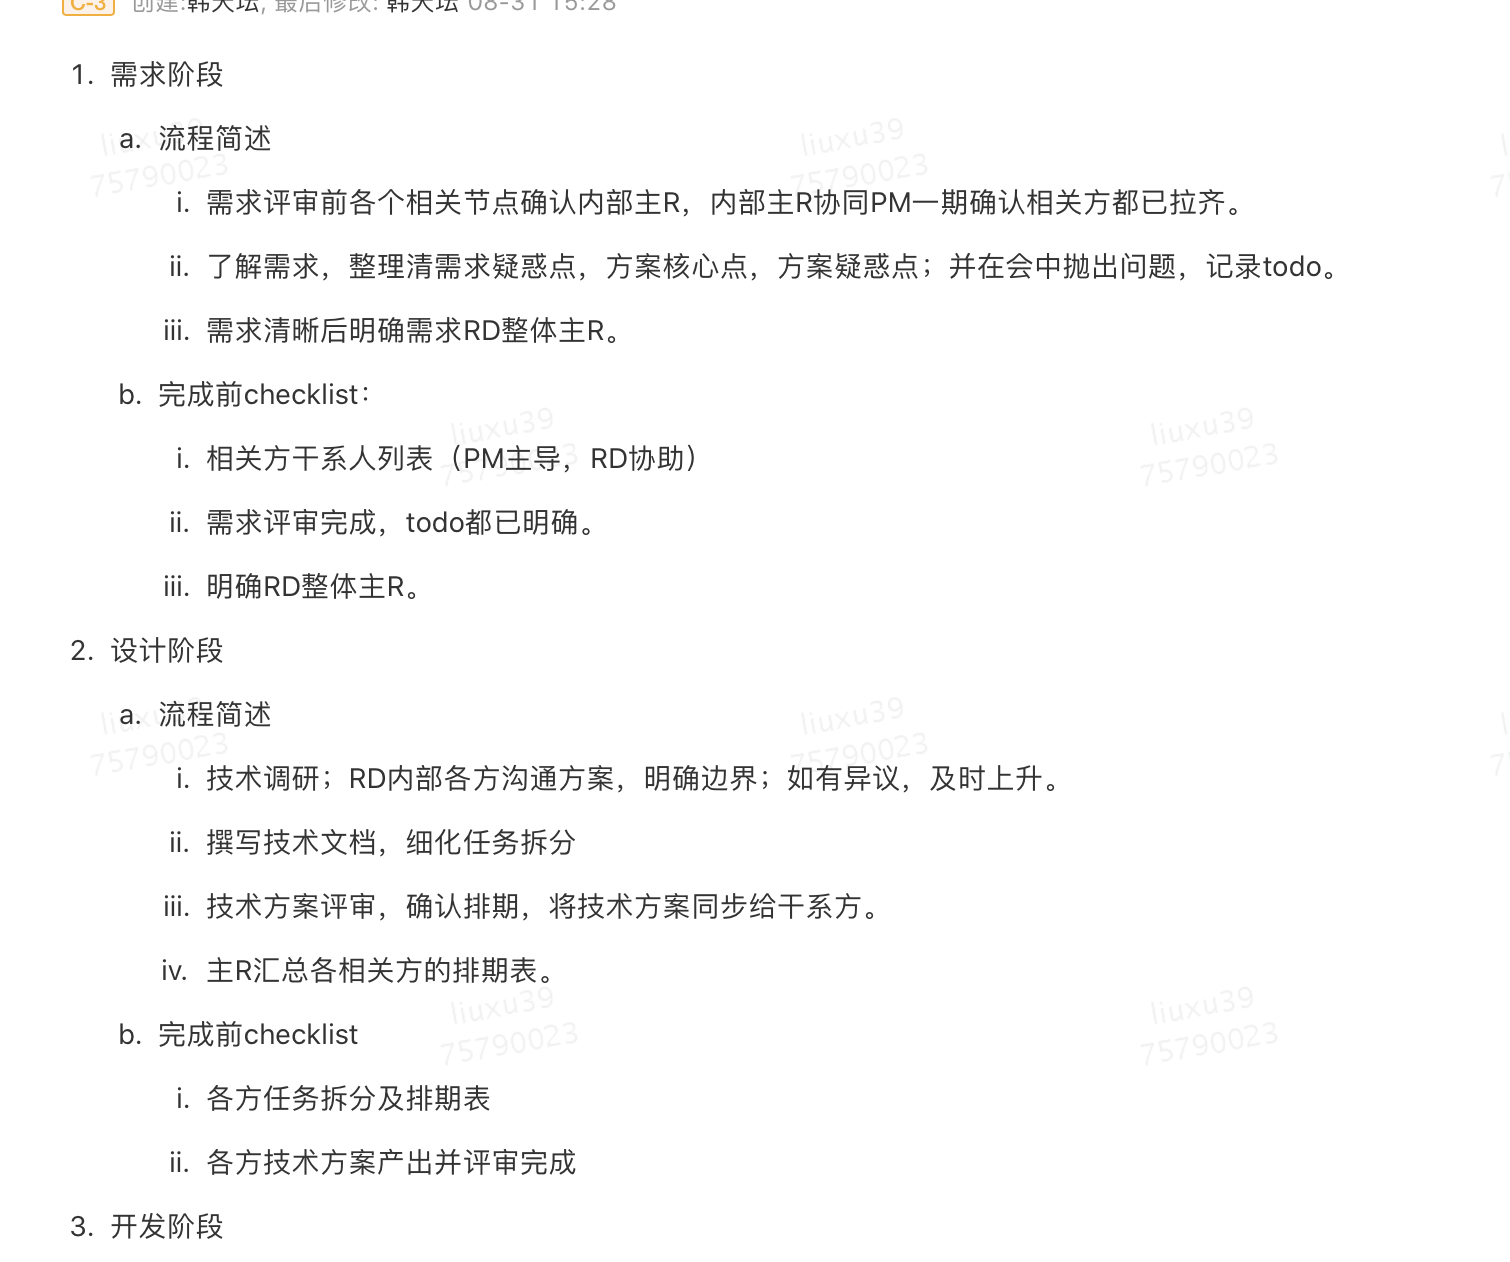 C-3 创建:韩天坛, 最后修改: 韩天坛 08-31 15:28
1. 需求阶段
a. 流程简述
i. 需求评审前各个相关节点确认内部主R，内部主R协同PM一期确认相关方都已拉齐。
ii. 了解需求，整理清需求疑惑点，方案核心点，方案疑惑点；并在会中抛出问题，记录todo。
iii. 需求清晰后明确需求RD整体主R。
b. 完成前checklist：
i. 相关方干系人列表（PM主导，RD协助）
ii. 需求评审完成，todo都已明确。
iii. 明确RD整体主R。
2. 设计阶段
a. 流程简述
i. 技术调研；RD内部各方沟通方案，明确边界；如有异议，及时上升。
ii. 撰写技术文档，细化任务拆分
iii. 技术方案评审，确认排期，将技术方案同步给干系方。
iv. 主R汇总各相关方的排期表。
b. 完成前checklist
i. 各方任务拆分及排期表
ii. 各方技术方案产出并评审完成
3. 开发阶段
liuxu39
75790023
liuxu39
75790023
liuxu39
75790023
liuxu39
75790023
liuxu39
75790023
liuxu39
75790023
liuxu39
75790023
liuxu39
75790023